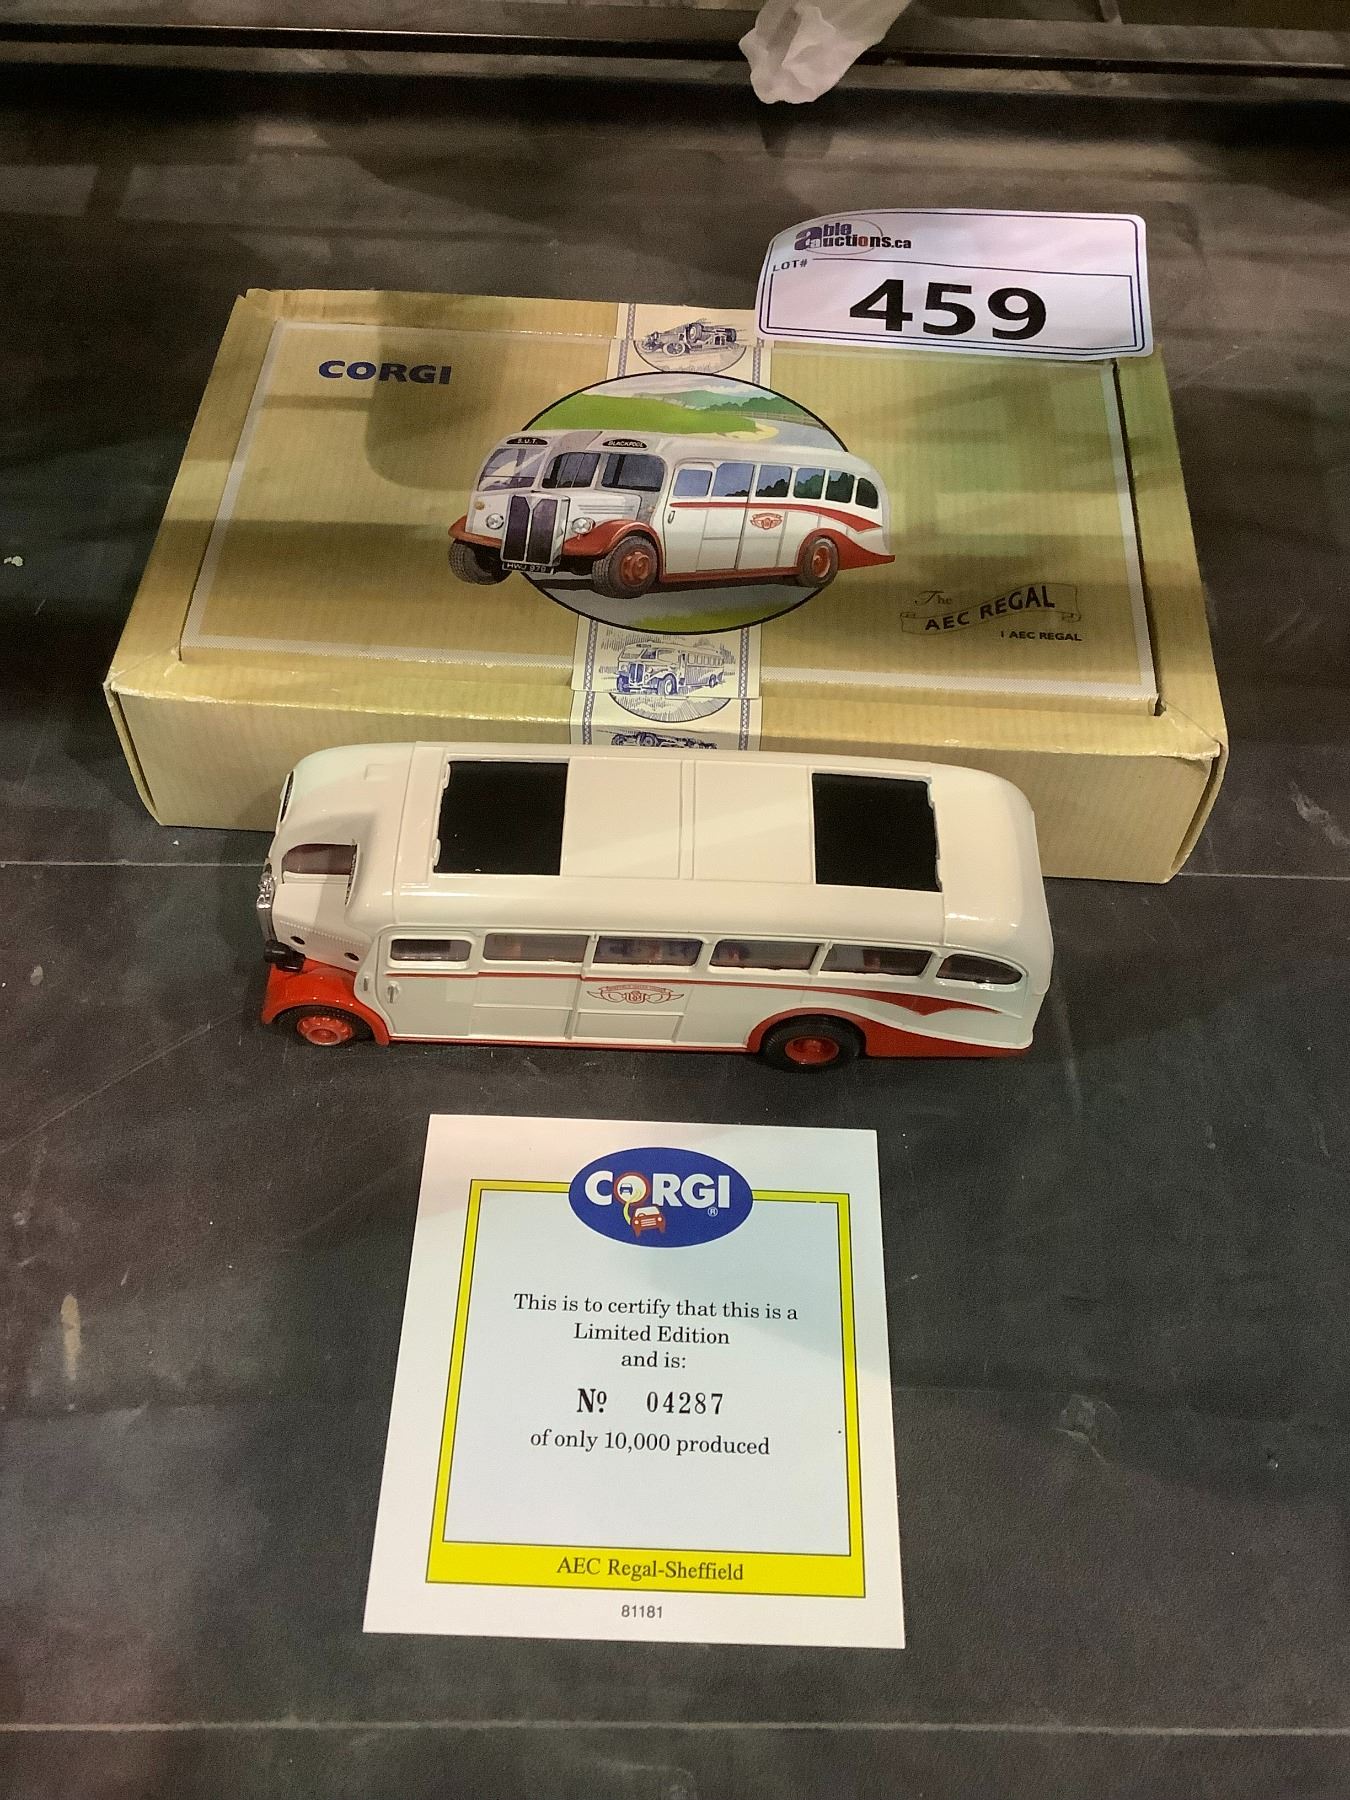 able
auctions.ca
LOT#
459
CORGI
S.U.T.
BLACKPOOL
HWJ 979
The
AEC REGAL
1 AEC REGAL
CORGI
®
This is to certify that this is a
Limited Edition
and is:
Nº 04287
of only 10,000 produced
AEC Regal-Sheffield
81181